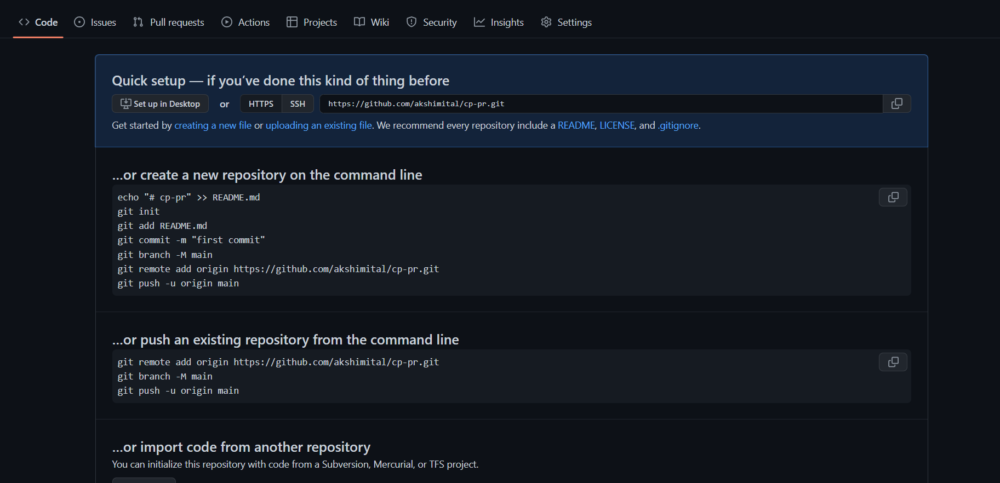 Code Issues Pull requests Actions Projects Wiki Security Insights Settings
Quick setup — if you’ve done this kind of thing before
Set up in Desktop or HTTPS SSH https://github.com/akshimital/cp-pr.git
Get started by creating a new file or uploading an existing file. We recommend every repository include a README, LICENSE, and .gitignore.
…or create a new repository on the command line
echo "# cp-pr" >> README.md
git init
git add README.md
git commit -m "first commit"
git branch -M main
git remote add origin https://github.com/akshimital/cp-pr.git
git push -u origin main
…or push an existing repository from the command line
git remote add origin https://github.com/akshimital/cp-pr.git
git branch -M main
git push -u origin main
…or import code from another repository
You can initialize this repository with code from a Subversion, Mercurial, or TFS project.